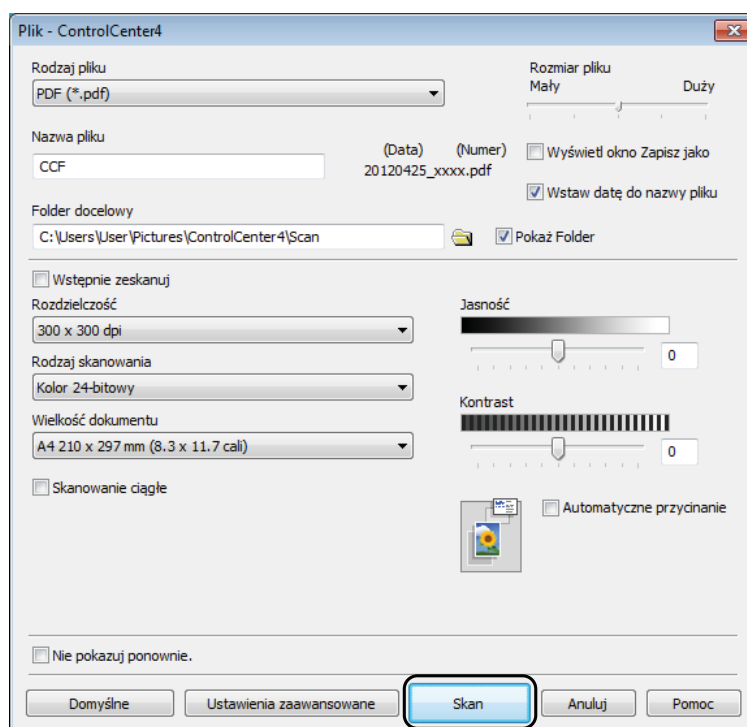 Plik - ControlCenter4
Rodzaj pliku
PDF (*.pdf)
Rozmiar pliku
Mały Duży
Nazwa pliku
CCF
(Data) (Numer)
20120425_xxxx.pdf
Wyświetl okno Zapisz jako
Wstaw datę do nazwy pliku
Folder docelowy
C:\Users\User\Pictures\ControlCenter4\Scan
Pokaż Folder
Wstępnie zeskanuj
Rozdzielczość
300 x 300 dpi
Rodzaj skanowania
Kolor 24-bitowy
Wielkość dokumentu
A4 210 x 297 mm (8.3 x 11.7 cali)
Skanowanie ciągłe
Jasność
0
Kontrast
0
Automatyczne przycinanie
Nie pokazuj ponownie.
Domyślne Ustawienia zaawansowane Skan Anuluj Pomoc